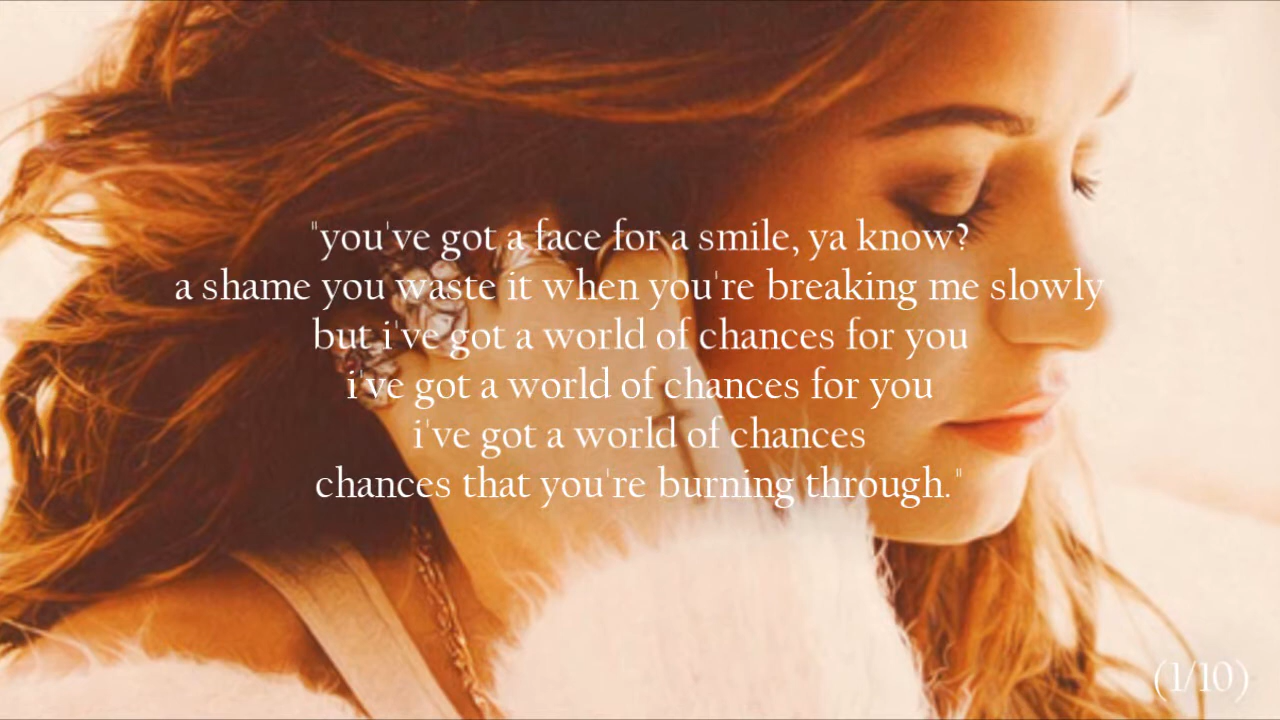 "you've got a face for a smile, ya know?
a shame you waste it when you're breaking me slowly
but i've got a world of chances for you
i've got a world of chances for you
i've got a world of chances
chances that you're burning through."
(1/10)